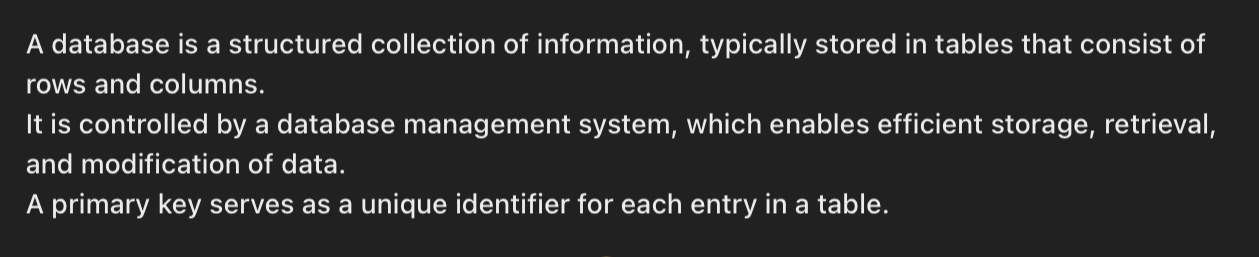 A database is a structured collection of information, typically stored in tables that consist of
rows and columns.
It is controlled by a database management system, which enables efficient storage, retrieval,
and modification of data.
A primary key serves as a unique identifier for each entry in a table.